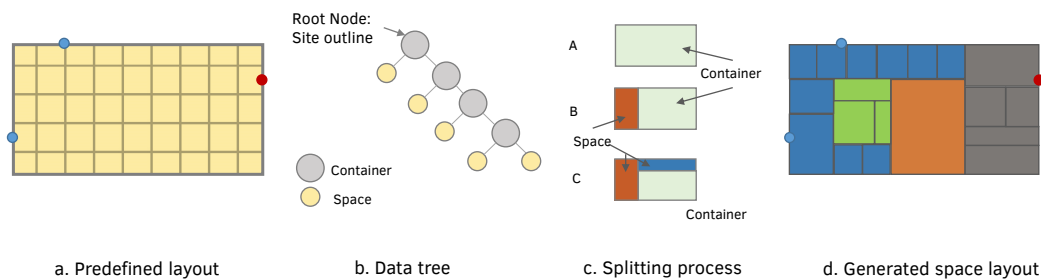 Root Node:
Site outline
Container
Space
A
Container
B
Space
C
Container
a. Predefined layout
b. Data tree
c. Splitting process
d. Generated space layout